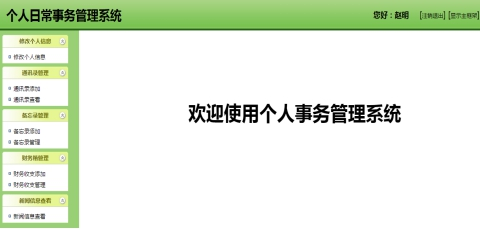 个人日常事务管理系统
您好：赵明 [注销退出] [显示主框架]
修改个人信息
修改个人信息
通讯录管理
通讯录添加
通讯录查看
备忘录管理
备忘录添加
备忘录管理
财务箱管理
财务收支添加
财务收支管理
新闻信息查看
新闻信息查看
欢迎使用个人事务管理系统